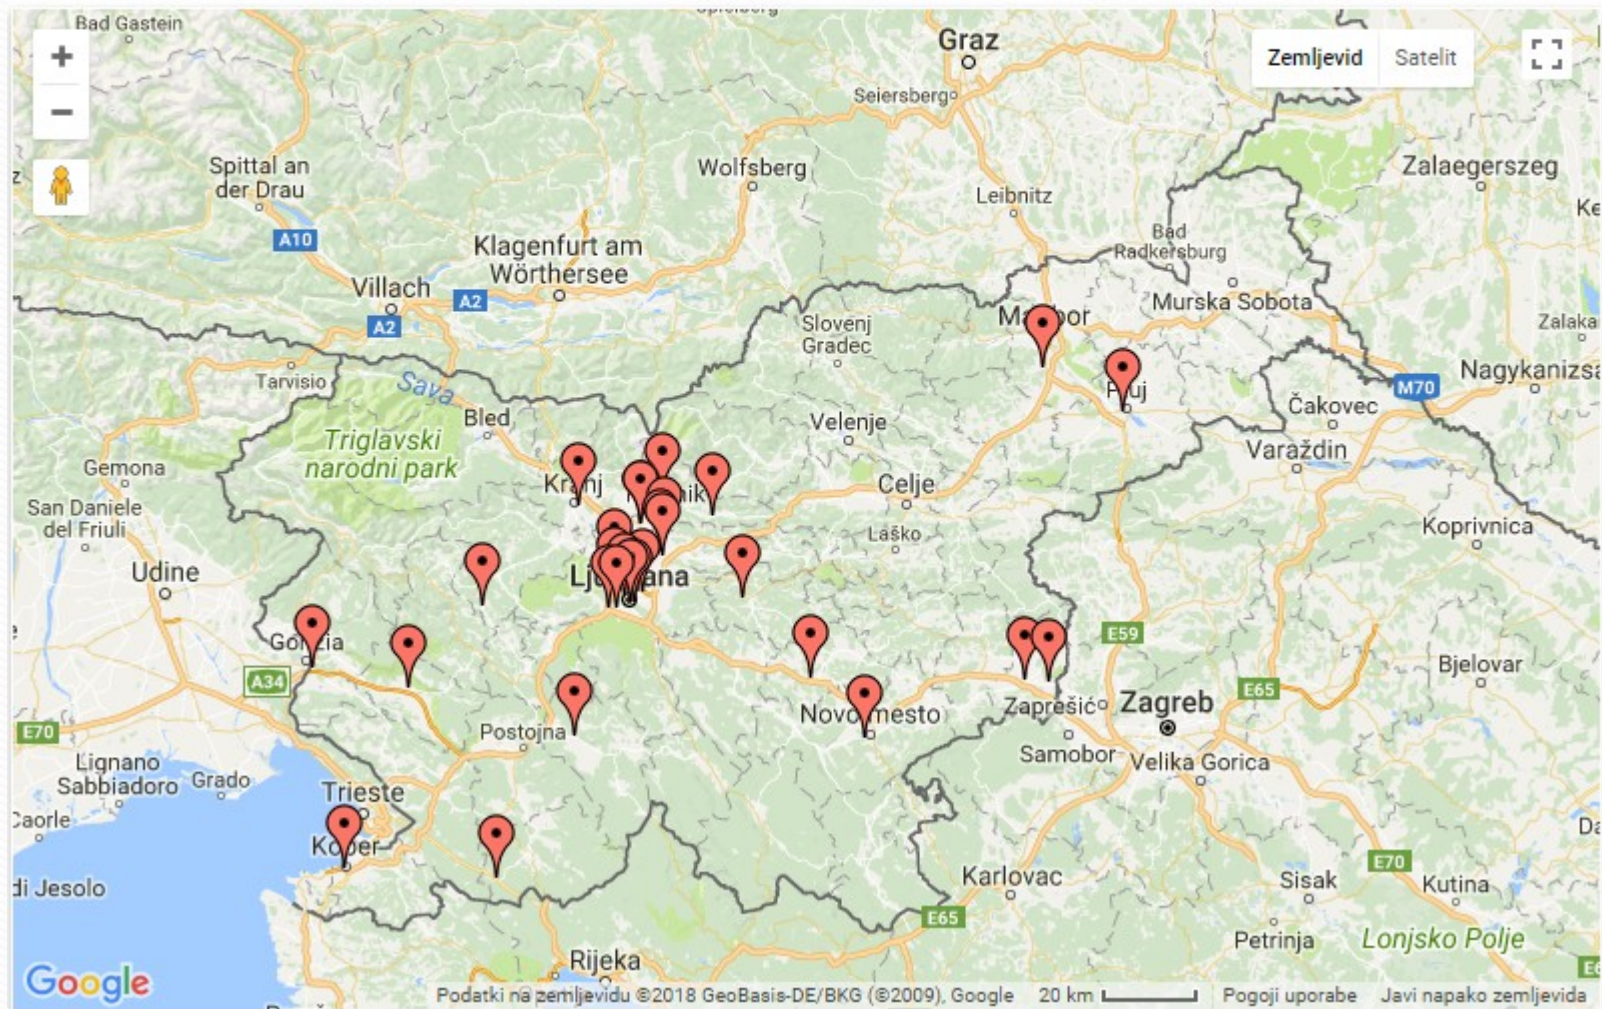 Bad Gastein
Graz
Zemljevid
Satelit
Seiersberg
Spittal an
der Drau
Wolfsberg
Zalaegerszeg
Leibnitz
A10
Klagenfurt am
Wörthersee
Bad
Radkersburg
Villach
A2
A2
Murska Sobota
Slovenj
Gradec
Tarvisio
Sava
Nagykanizsa
M70
Čakovec
Bled
Velenje
Varaždin
Triglavski
narodni park
Gemona
San Daniele
del Friuli
Celje
Koprivnica
Laško
Udine
E59
Bjelovar
A34
E65
Zaprešić
Zagreb
E70
Postojna
Samobor
Velika Gorica
Lignano
Sabbiadoro
Grado
Trieste
Caorle
Koper
di Jesolo
Karlovac
E70
Sisak
Kutina
E65
Petrinja
Lonjsko Polje
Rijeka
Google
Podatki na zemljevidu ©2018 GeoBasis-DE/BKG (©2009), Google
20 km
Pogoji uporabe
Javi napako zemljevida